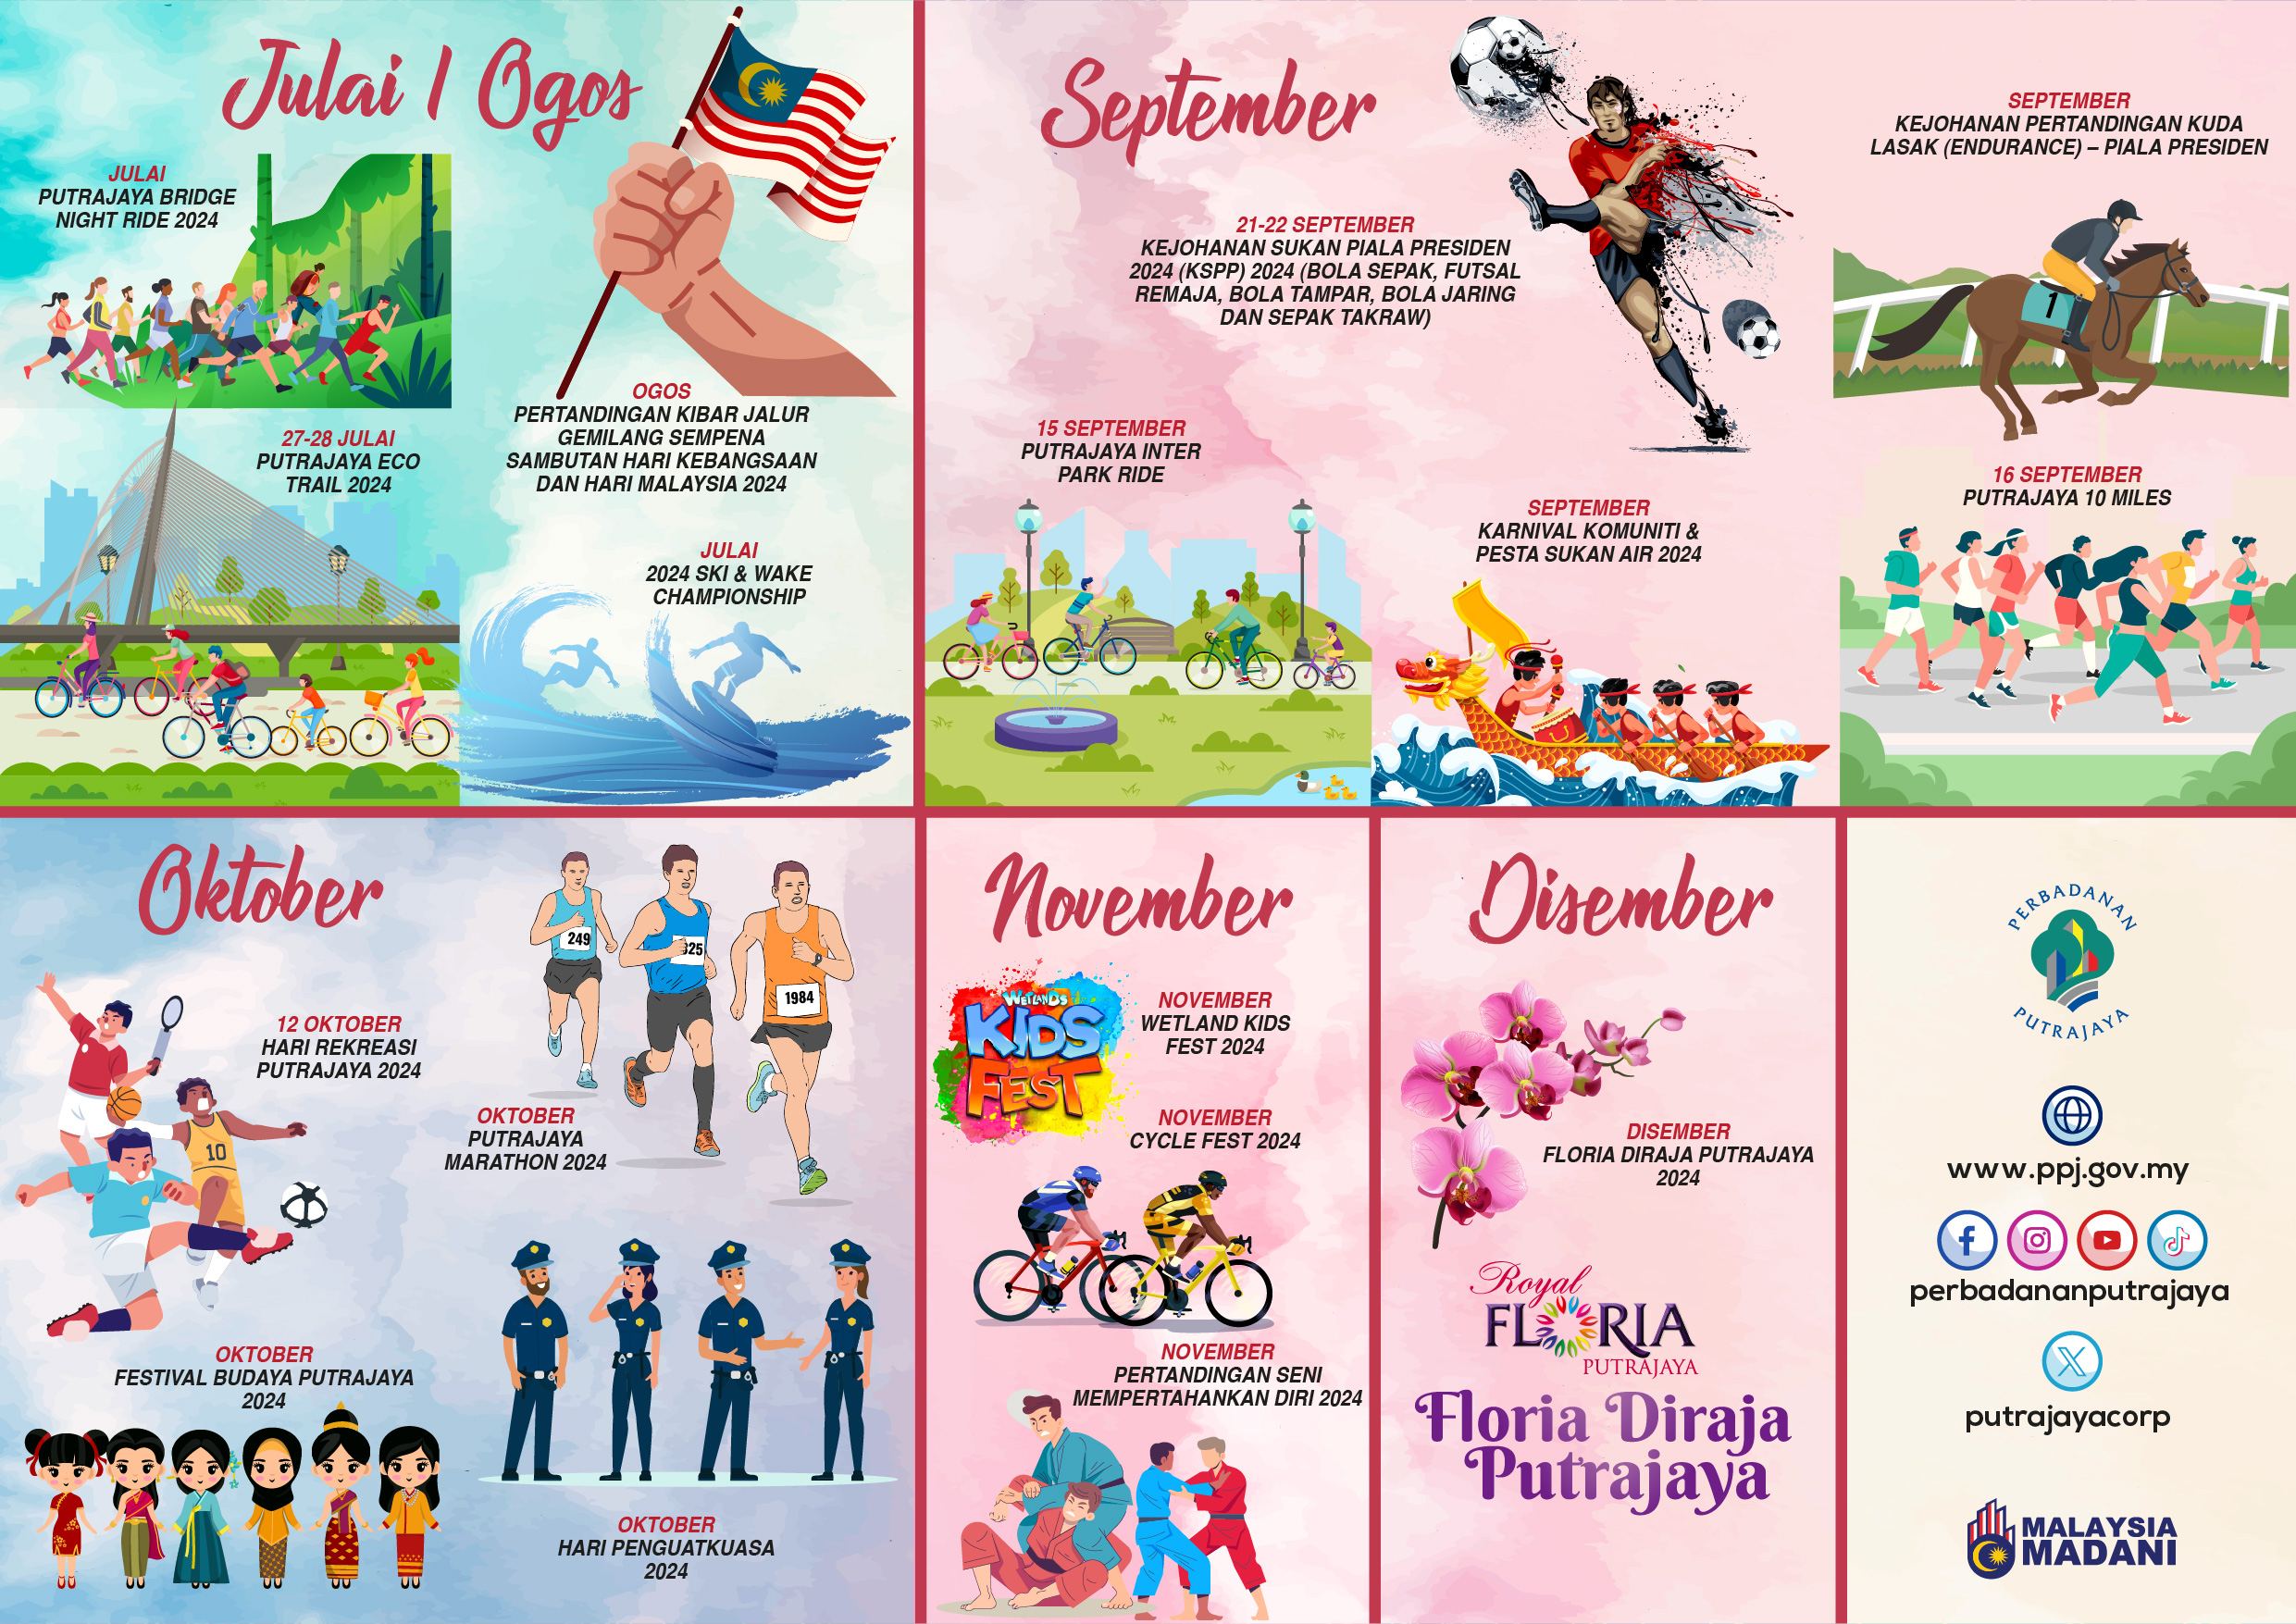 Julai / Ogos
JULAI
PUTRAJAYA BRIDGE
NIGHT RIDE 2024
27-28 JULAI
PUTRAJAYA ECO
TRAIL 2024
OGOS
PERTANDINGAN KIBAR JALUR
GEMILANG SEMPENA
SAMBUTAN HARI KEBANGSAAN
DAN HARI MALAYSIA 2024
JULAI
2024 SKI & WAKE
CHAMPIONSHIP
September
21-22 SEPTEMBER
KEJOHANAN SUKAN PIALA PRESIDEN
2024 (KSPP) 2024 (BOLA SEPAK, FUTSAL
REMAJA, BOLA TAMPAR, BOLA JARING
DAN SEPAK TAKRAW)
15 SEPTEMBER
PUTRAJAYA INTER
PARK RIDE
SEPTEMBER
KARNIVAL KOMUNITI &
PESTA SUKAN AIR 2024
SEPTEMBER
KEJOHANAN PERTANDINGAN KUDA
LASAK (ENDURANCE) – PIALA PRESIDEN
1
16 SEPTEMBER
PUTRAJAYA 10 MILES
Oktober
249
325
1984
12 OKTOBER
HARI REKREASI
PUTRAJAYA 2024
10
OKTOBER
PUTRAJAYA
MARATHON 2024
OKTOBER
FESTIVAL BUDAYA PUTRAJAYA
2024
OKTOBER
HARI PENGUATKUASA
2024
November
WETLANDS
KIDS
FEST
NOVEMBER
WETLAND KIDS
FEST 2024
NOVEMBER
CYCLE FEST 2024
NOVEMBER
PERTANDINGAN SENI
MEMPERTAHANKAN DIRI 2024
Disember
DISEMBER
FLORIA DIRAJA PUTRAJAYA
2024
Royal
FLORIA
PUTRAJAYA
Floria Diraja
Putrajaya
PERBADANAN
PUTRAJAYA
www.ppj.gov.my
perbadananputrajaya
putrajayacorp
MALAYSIA
MADANI